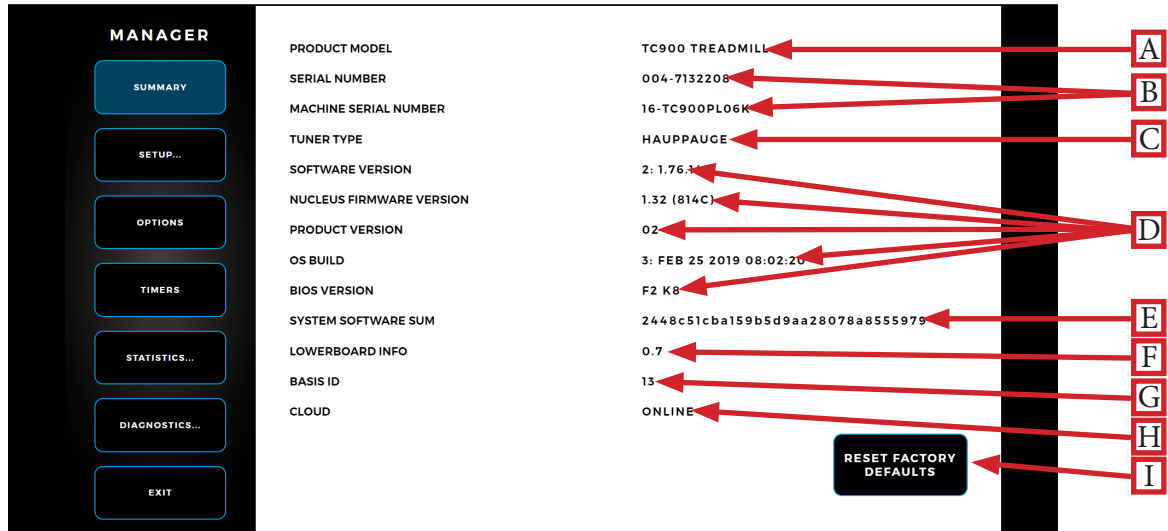 MANAGER
SUMMARY
SETUP...
OPTIONS
TIMERS
STATISTICS...
DIAGNOSTICS...
EXIT
PRODUCT MODEL TC900 TREADMILL
SERIAL NUMBER 004-7132208
MACHINE SERIAL NUMBER 16-TC900PL06K
TUNER TYPE HAUPPAUGE
SOFTWARE VERSION 2:
NUCLEUS FIRMWARE VERSION 1.32 (814C)
PRODUCT VERSION 02
OS BUILD 3: FEB 25 2019 08:02:20
BIOS VERSION F2 K8
SYSTEM SOFTWARE SUM 2448c51cba159b5d9aa28078a8555979
LOWERBOARD INFO 0.7
BASIS ID 13
CLOUD ONLINE
RESET FACTORY
DEFAULTS
A
B
C
D
E
F
G
H
I